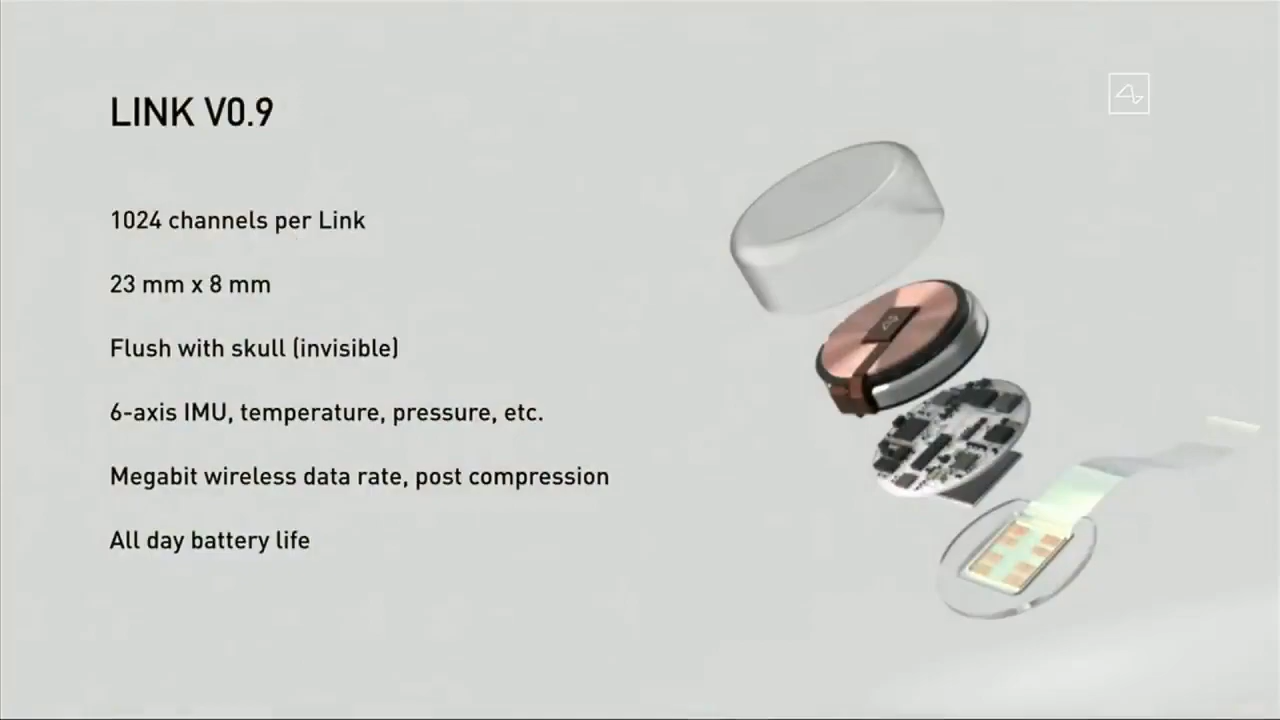 LINK V0.9
1024 channels per Link
23 mm x 8 mm
Flush with skull (invisible)
6-axis IMU, temperature, pressure, etc.
Megabit wireless data rate, post compression
All day battery life